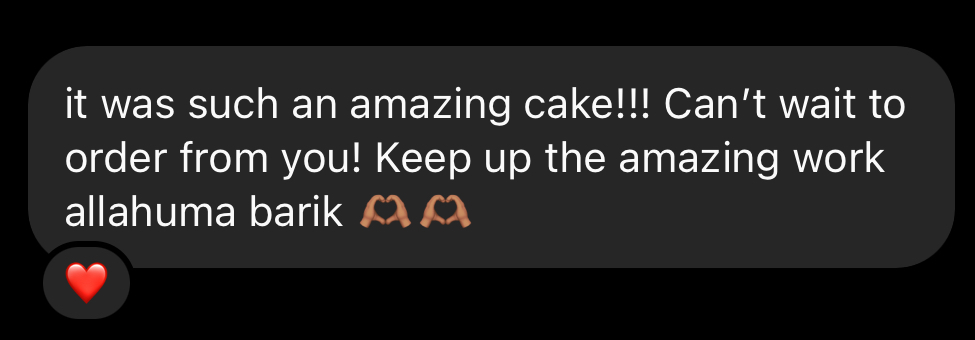 it was such an amazing cake!!! Can’t wait to
order from you! Keep up the amazing work
allahuma barik 🫶🏽🫶🏽
❤️